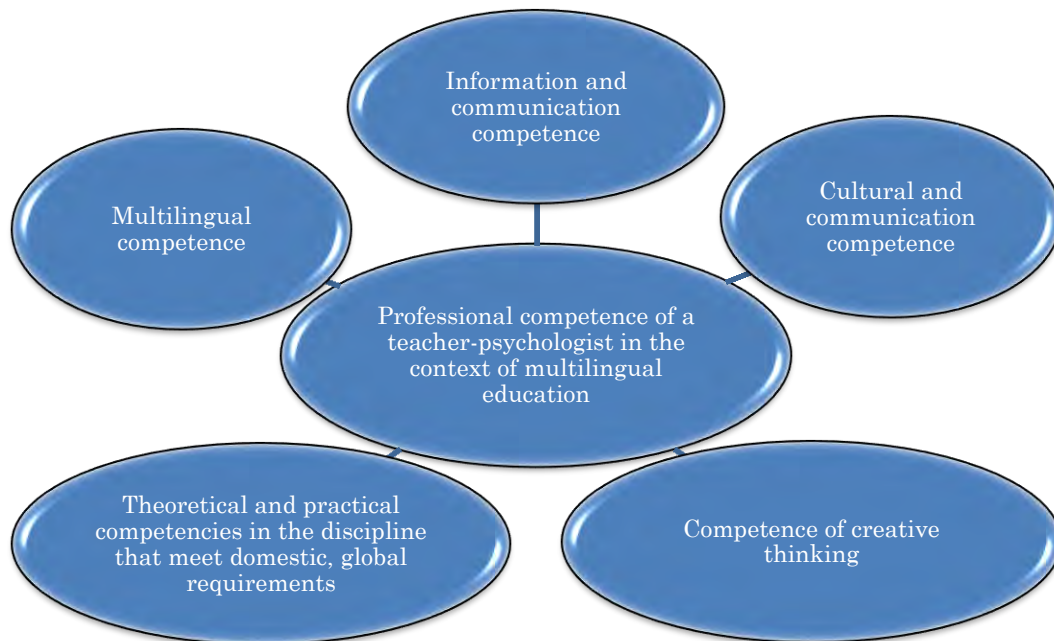 Information and
communication
competence
Multilingual
competence
Cultural and
communication
competence
Professional competence of a
teacher-psychologist in the
context of multilingual
education
Theoretical and practical
competencies in the discipline
that meet domestic, global
requirements
Competence of creative
thinking